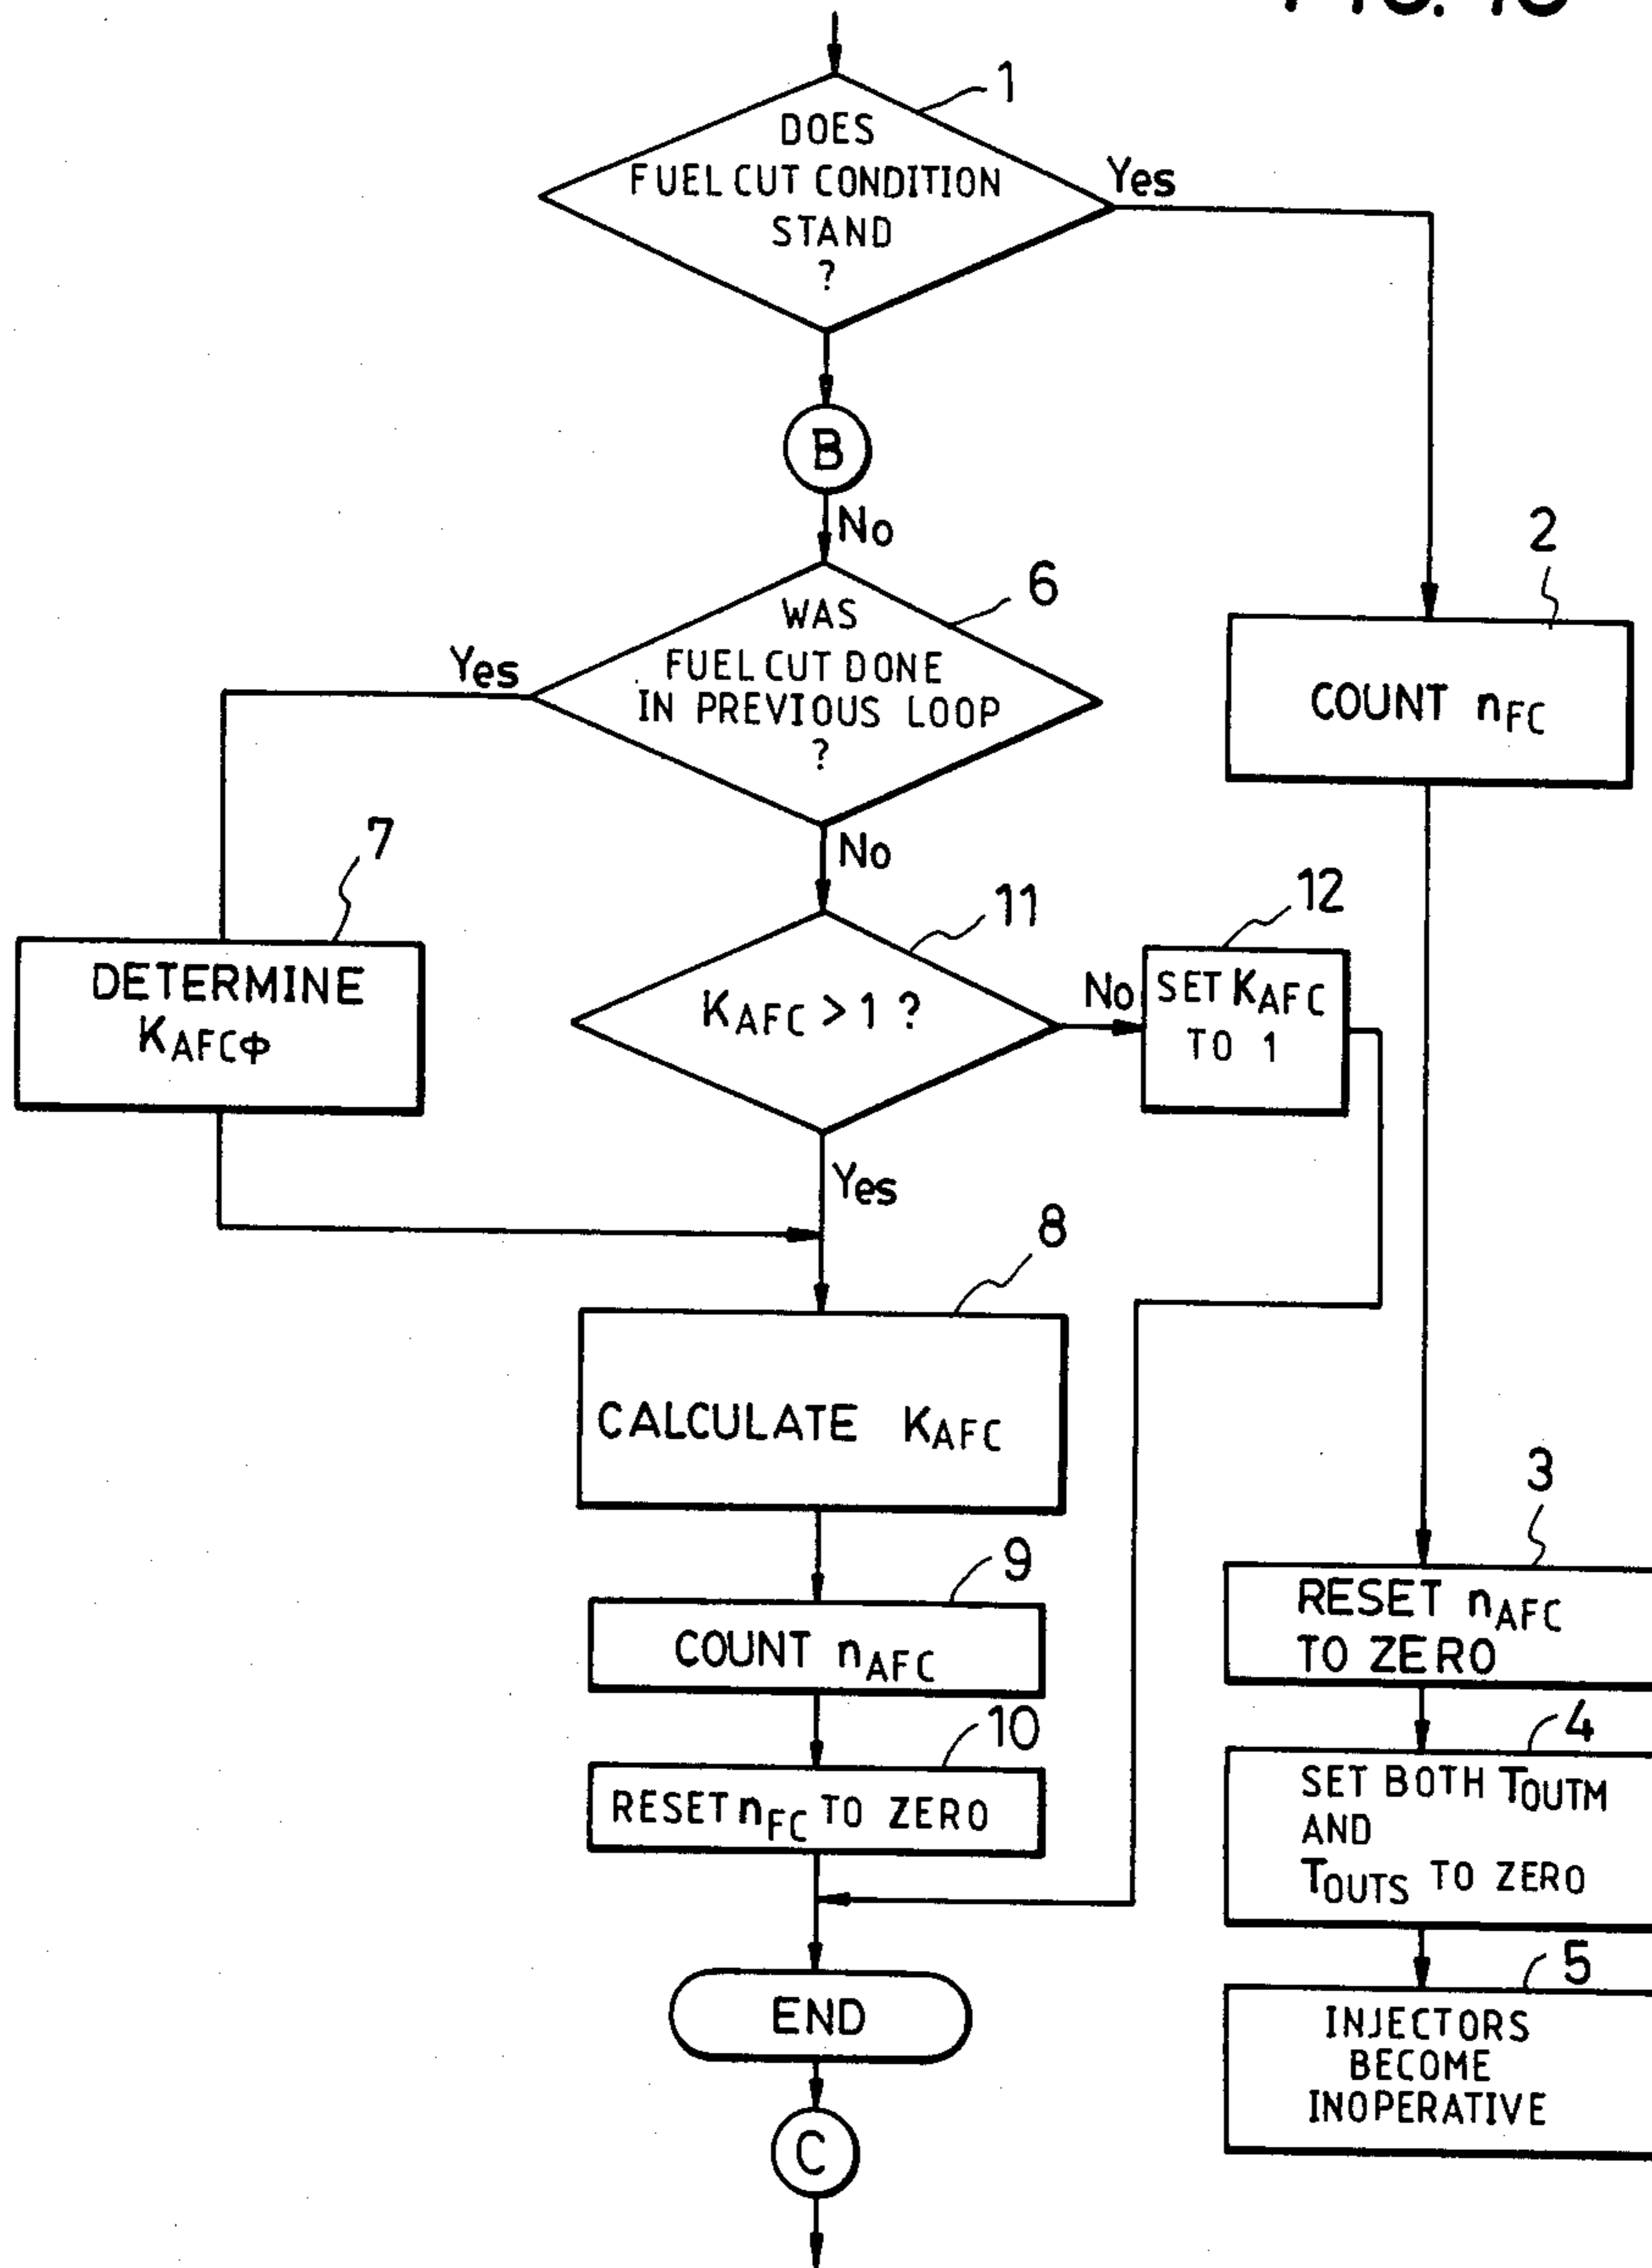 1
DOES
FUEL CUT CONDITION
STAND
?
Yes
B
No
2
COUNT nFC
6
WAS
FUEL CUT DONE
IN PREVIOUS LOOP
?
Yes
No
7
DETERMINE
KAFCΦ
11
KAFC > 1 ?
No
12
SET KAFC
TO 1
Yes
8
CALCULATE KAFC
3
RESET nAFC
TO ZERO
9
COUNT nAFC
4
SET BOTH TOUTM
AND
TOUTS TO ZERO
10
RESET nFC TO ZERO
5
INJECTORS
BECOME
INOPERATIVE
END
C